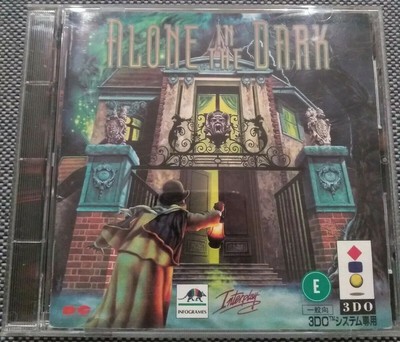 ALONE IN THE DARK
INFOGRAMES
Interplay
E
一般向
3DO
3DO™システム専用